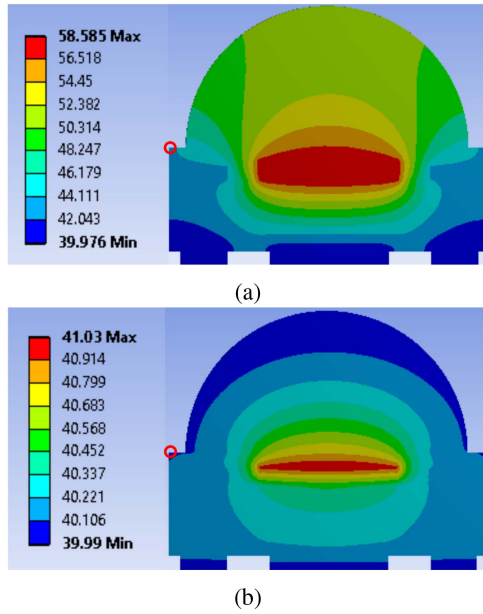 58.585 Max
56.518
54.45
52.382
50.314
48.247
46.179
44.111
42.043
39.976 Min
(a)
41.03 Max
40.914
40.799
40.683
40.568
40.452
40.337
40.221
40.106
39.99 Min
(b)